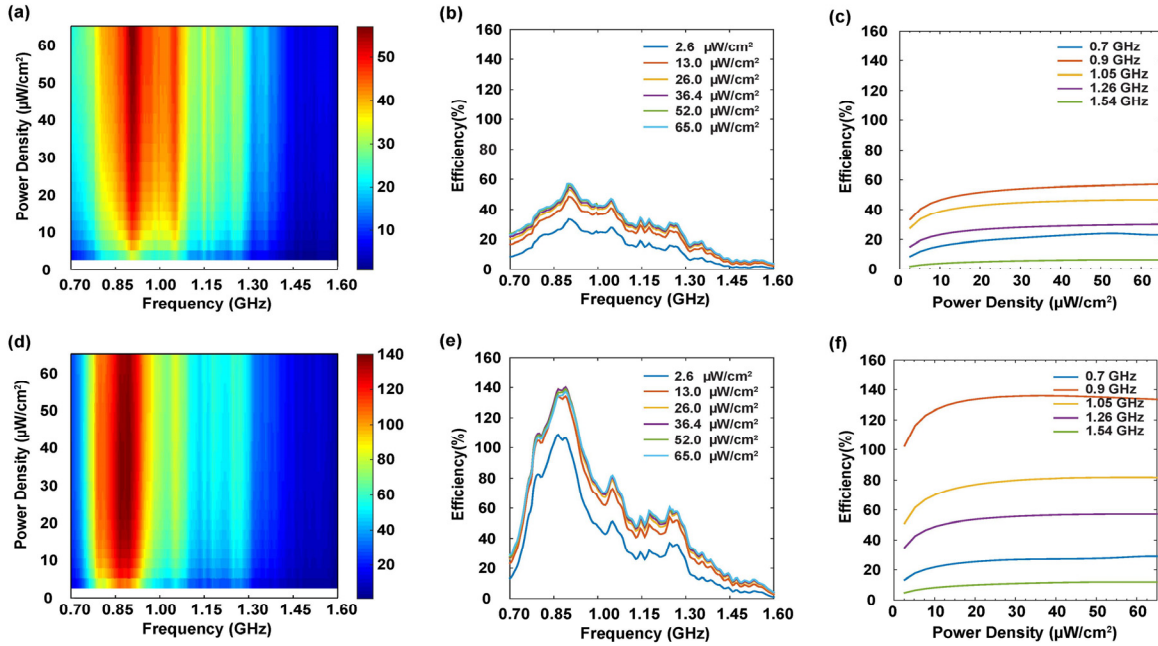 (a)
Power Density (µW/cm²)
60
50
40
30
20
10
0
0.70 0.85 1.00 1.15 1.30 1.45 1.60
Frequency (GHz)
50
40
30
20
10
(b)
Efficiency(%)
160
140
120
100
80
60
40
20
0
2.6 µW/cm²
13.0 µW/cm²
26.0 µW/cm²
36.4 µW/cm²
52.0 µW/cm²
65.0 µW/cm²
0.70 0.85 1.00 1.15 1.30 1.45 1.60
Frequency (GHz)
(c)
Efficiency(%)
160
140
120
100
80
60
40
20
0
0.7 GHz
0.9 GHz
1.05 GHz
1.26 GHz
1.54 GHz
0 10 20 30 40 50 60
Power Density (µW/cm²)
(d)
Power Density (µW/cm²)
60
50
40
30
20
10
0
0.70 0.85 1.00 1.15 1.30 1.45 1.60
Frequency (GHz)
140
120
100
80
60
40
20
(e)
Efficiency(%)
160
140
120
100
80
60
40
20
0
2.6 µW/cm²
13.0 µW/cm²
26.0 µW/cm²
36.4 µW/cm²
52.0 µW/cm²
65.0 µW/cm²
0.70 0.85 1.00 1.15 1.30 1.45 1.60
Frequency (GHz)
(f)
Efficiency(%)
160
140
120
100
80
60
40
20
0
0.7 GHz
0.9 GHz
1.05 GHz
1.26 GHz
1.54 GHz
0 10 20 30 40 50 60
Power Density (µW/cm²)